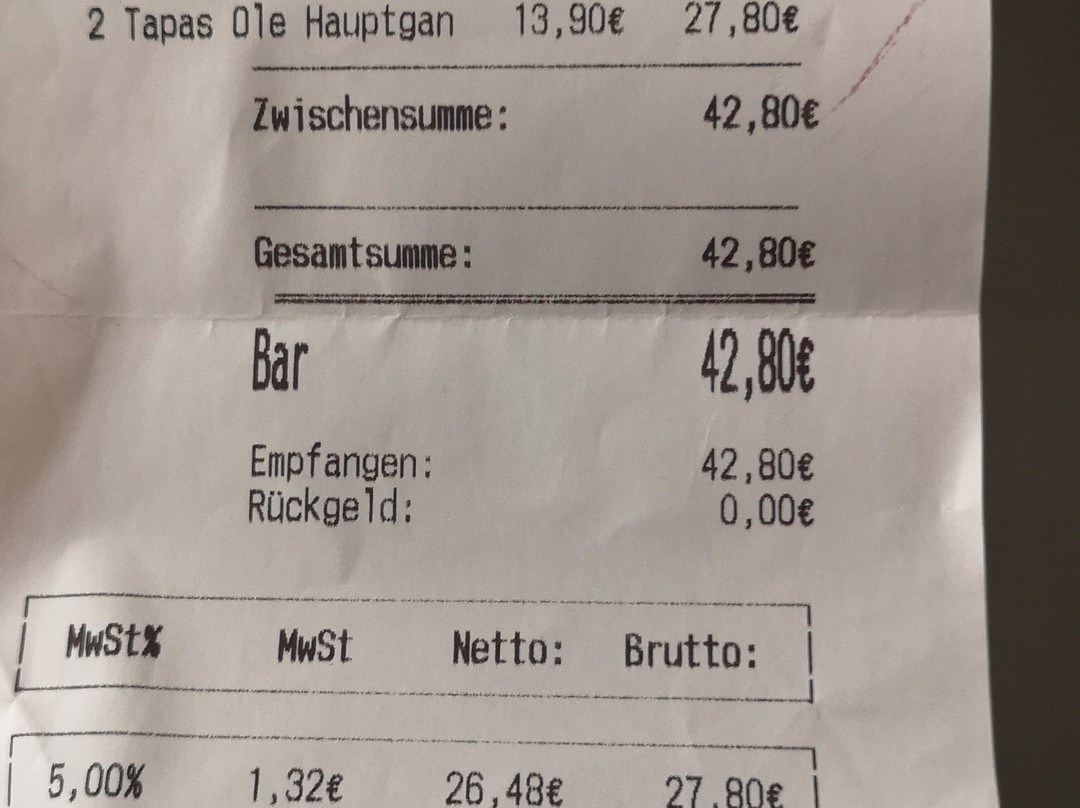 2 Tapas Ole Hauptgan 13,90€ 27,80€
Zwischensumme: 42,80€
Gesamtsumme: 42,80€
Bar 42,80€
Empfangen: 42,80€
Rückgeld: 0,00€
MwSt% MwSt Netto: Brutto:
5,00% 1,32€ 26,48€ 27,80€